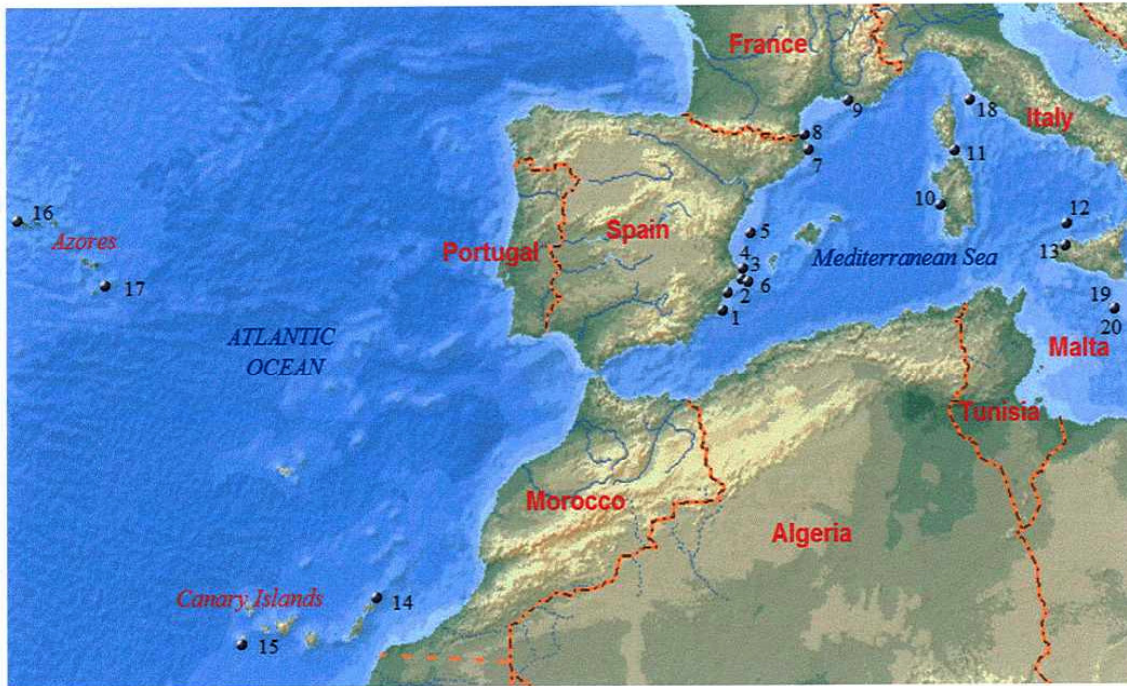 France
9
18
Italy
8
7
11
16
10
12
Azores
5
Spain
Portugal
4
Mediterranean Sea
13
3
17
2
6
19
1
ATLANTIC
OCEAN
20
Malta
Tunisia
Morocco
Algeria
Canary Islands
14
15